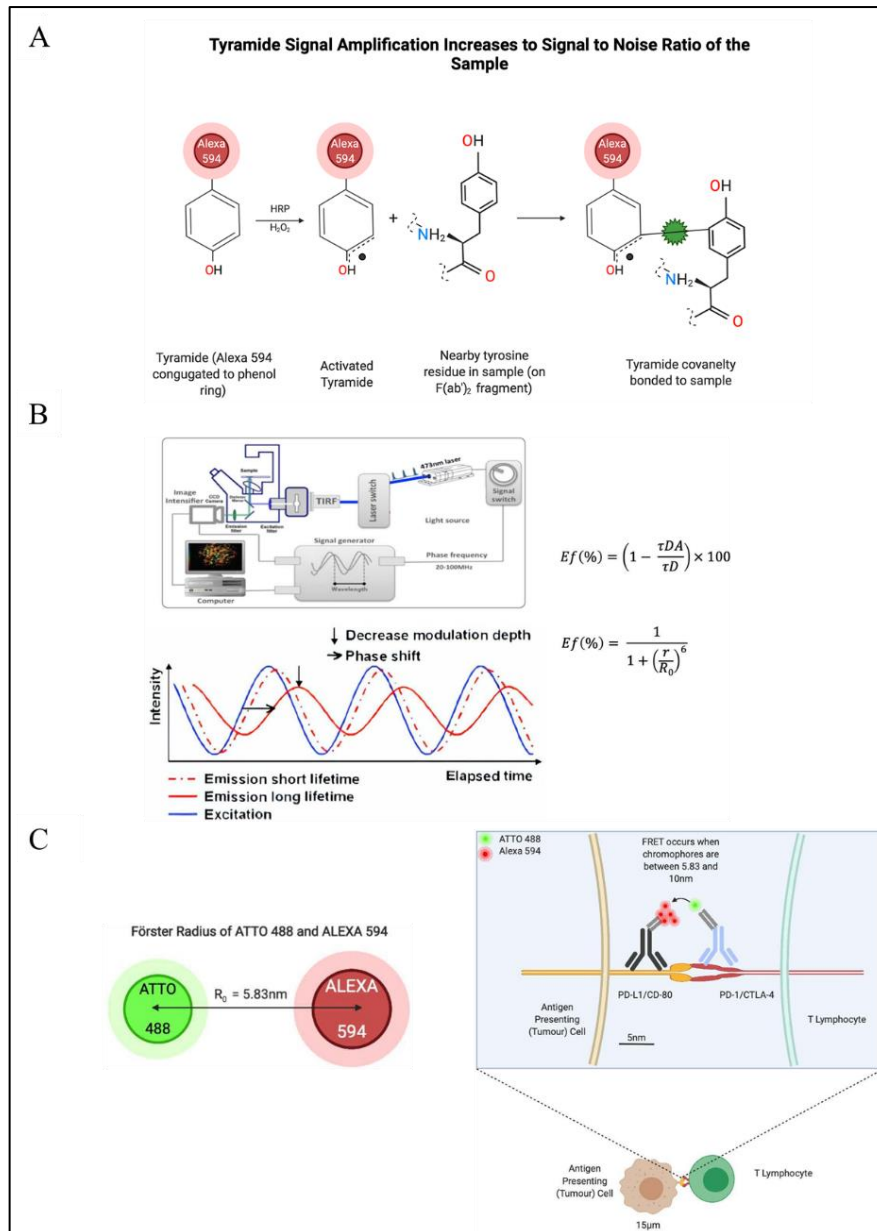 A
Tyramide Signal Amplification Increases to Signal to Noise Ratio of the
Sample
Alexa
594
OH
HRP
H₂O₂
Alexa
594
OH
+
OH
NH₂
O
Alexa
594
OH
OH
NH₂
O
Tyramide (Alexa 594
congugated to phenol
ring)
Activated
Tyramide
Nearby tyrosine
residue in sample (on
F(ab')₂ fragment)
Tyramide covanelty
bonded to sample
B
Sample
Image
Intensifier
CCD
Camera
Emission
filter
Excitation
filter
TIRF
Laser switch
473nm laser
Light source
Signal
switch
Signal generator
Wavelength
Phase frequency
20-100MHz
Computer
Ef(%) = (1 − τDA/τD) × 100
Ef(%) = 1/(1 + (r/R₀)⁶)
↓ Decrease modulation depth
→ Phase shift
Intensity
Elapsed time
Emission short lifetime
Emission long lifetime
Excitation
C
Förster Radius of ATTO 488 and ALEXA 594
ATTO
488
R₀ = 5.83nm
ALEXA
594
ATTO 488
Alexa 594
FRET occurs when
chromophores are
between 5.83 and
10nm
PD-L1/CD-80
PD-1/CTLA-4
Antigen
Presenting
(Tumour) Cell
5nm
T Lymphocyte
Antigen
Presenting
(Tumour) Cell
T Lymphocyte
15μm